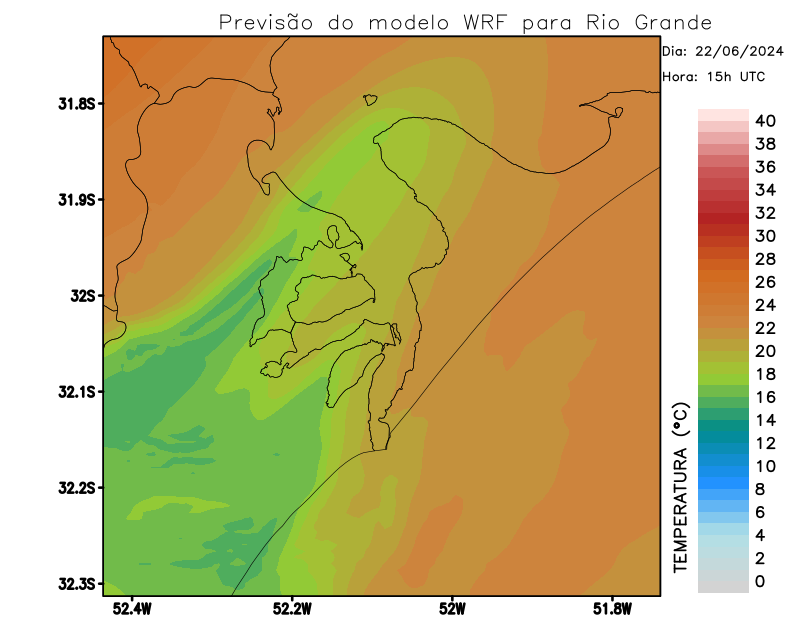 Previsão do modelo WRF para Rio Grande
Dia: 22/06/2024
Hora: 15h UTC
31.8S
31.9S
32S
32.1S
32.2S
32.3S
52.4W
52.2W
52W
51.8W
TEMPERATURA (°C)
40
38
36
34
32
30
28
26
24
22
20
18
16
14
12
10
8
6
4
2
0